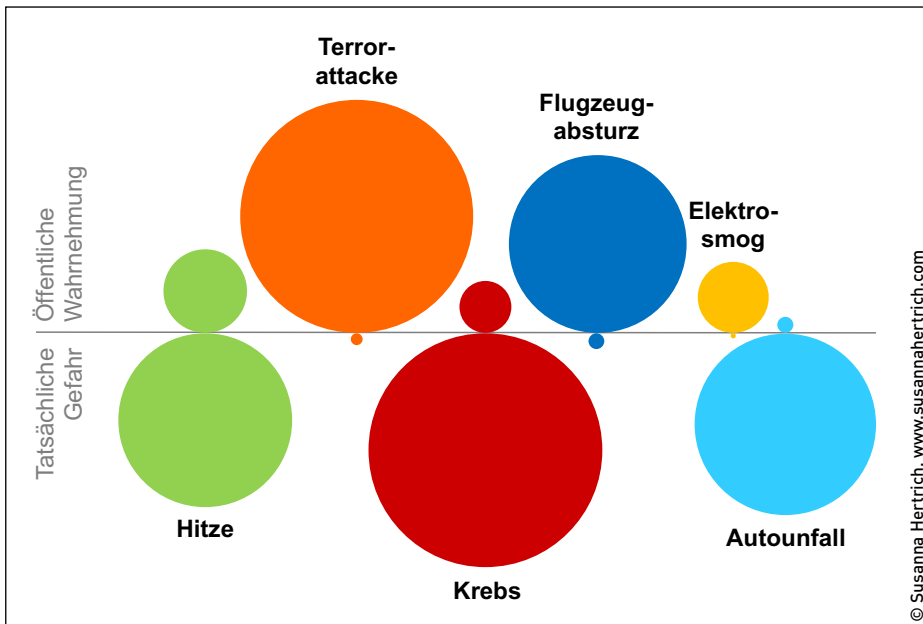 Terror-
attacke
Flugzeug-
absturz
Elektro-
smog
Öffentliche
Wahrnehmung
Tatsächliche
Gefahr
Hitze
Krebs
Autounfall
© Susanna Hertrich, www.susannahertrich.com